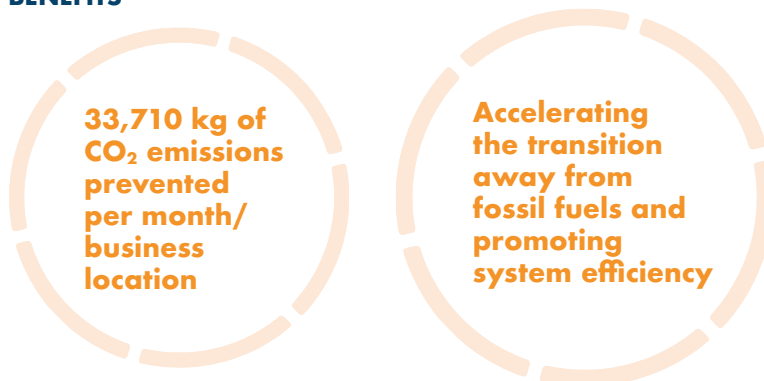 BENEFITS
33,710 kg of
CO₂ emissions
prevented
per month/
business
location
Accelerating
the transition
away from
fossil fuels and
promoting
system efficiency